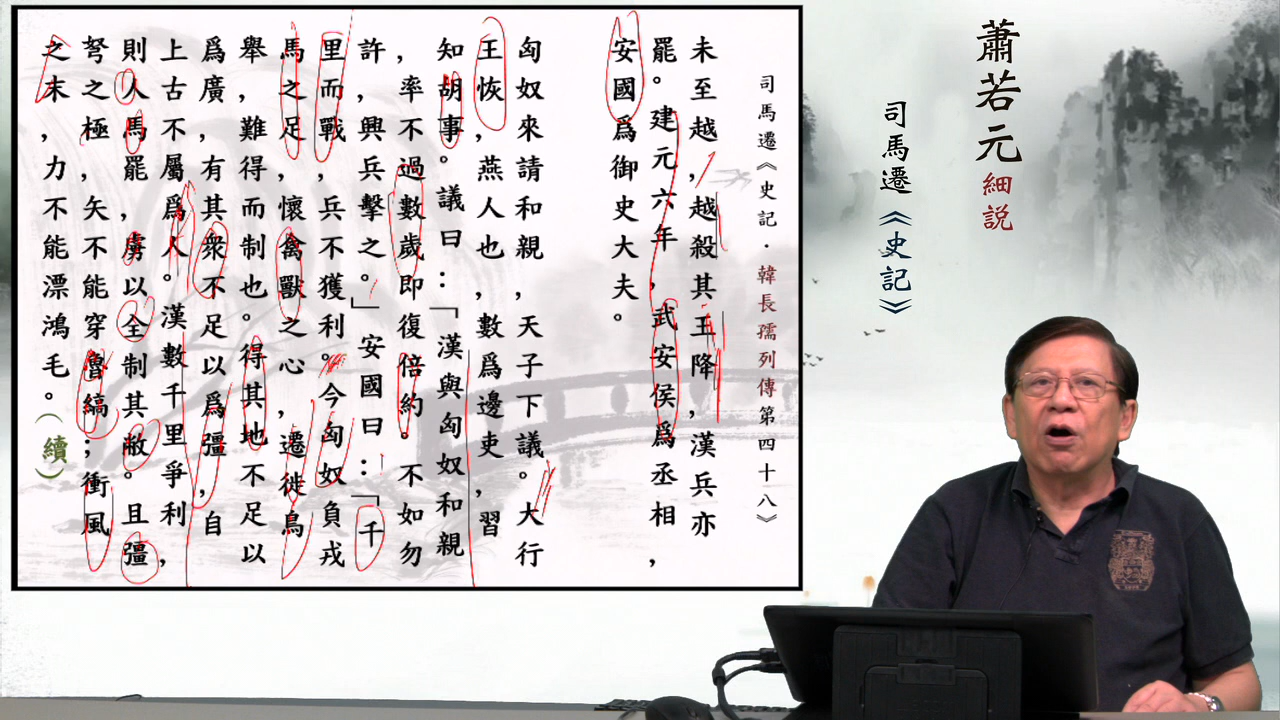 蕭若元細説
司馬遷《史記》
司馬遷《史記．韓長孺列傳第四十八》
未至越，越殺其王降，漢兵亦
罷。建元六年，武安侯爲丞相，
安國爲御史大夫。
匈奴來請和親，天子下議。大行
王恢，燕人也，數爲邊吏，習
知胡事。議曰：「漢與匈奴和親
，率不過數歲即復倍約。不如勿
許，興兵擊之。」安國曰：「千
里而戰，兵不獲利。今匈奴負戎
馬之足，懷禽獸之心，遷徙鳥
舉，難得而制也。得其地不足以
爲廣，有其衆不足以爲彊，自
上古不屬爲人。漢數千里爭利，
則人馬罷，虜以全制其敝。且彊
弩之極，矢不能穿魯縞；衝風
之末，力不能漂鴻毛。（續）